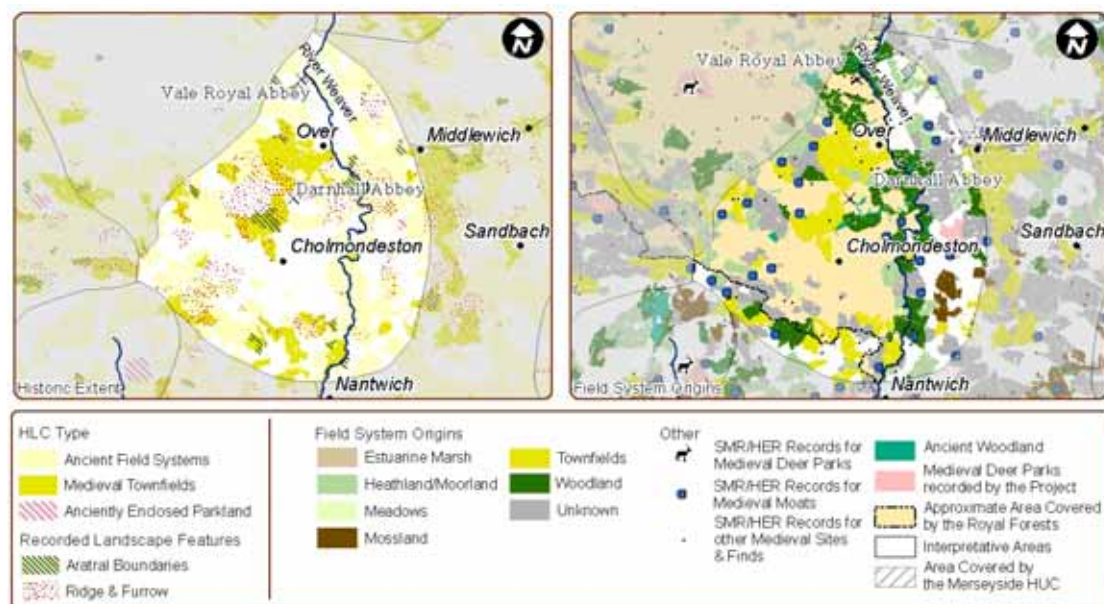 N
Vale Royal Abbey
River Weaver
Over
Middlewich
Darnhall Abbey
Sandbach
Cholmondeston
Nantwich
Historic Extent
N
Vale Royal Abbey
River Weaver
Over
Middlewich
Darnhall Abbey
Sandbach
Cholmondeston
Nantwich
Field System Origins
HLC Type
Ancient Field Systems
Medieval Townfields
Anciently Enclosed Parkland
Recorded Landscape Features
Aratral Boundaries
Ridge & Furrow
Field System Origins
Estuarine Marsh
Heathland/Moorland
Meadows
Mossland
Townfields
Woodland
Unknown
Other
SMR/HER Records for
Medieval Deer Parks
SMR/HER Records for
Medieval Moats
SMR/HER Records for
other Medieval Sites
& Finds
Ancient Woodland
Medieval Deer Parks
recorded by the Project
Approximate Area Covered
by the Royal Forests
Interpretative Areas
Area Covered by
the Merseyside HUC